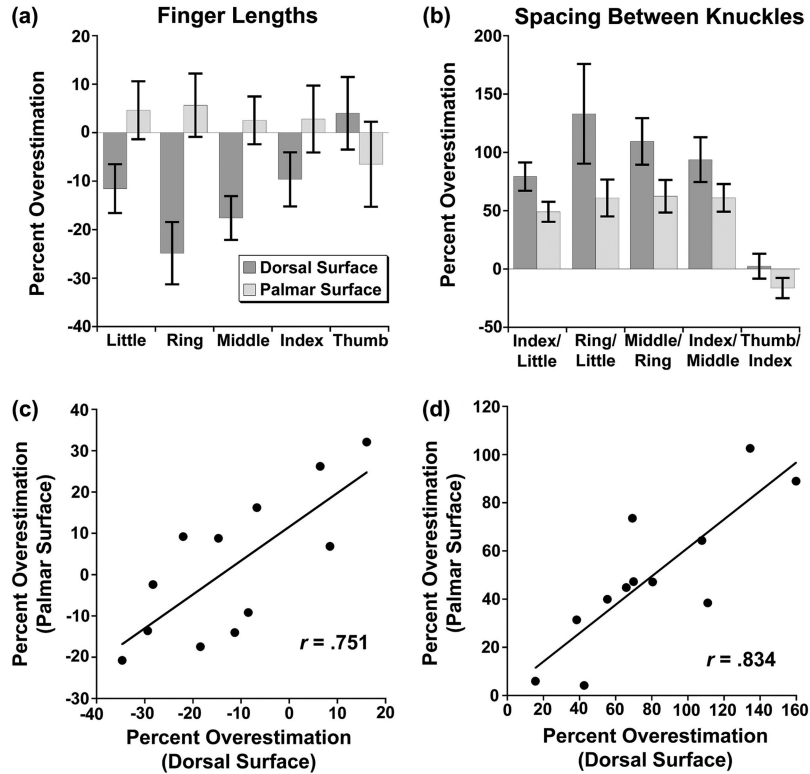 (a) Finger Lengths
Percent Overestimation
20
10
0
-10
-20
-30
-40
Dorsal Surface
Palmar Surface
Little Ring Middle Index Thumb
(b) Spacing Between Knuckles
Percent Overestimation
200
150
100
50
0
-50
Index/ Ring/ Middle/ Index/ Thumb/
Little Little Ring Middle Index
(c)
Percent Overestimation
(Palmar Surface)
40
30
20
10
0
-10
-20
-30
r = .751
-40 -30 -20 -10 0 10 20
Percent Overestimation
(Dorsal Surface)
(d)
Percent Overestimation
(Palmar Surface)
120
100
80
60
40
20
0
r = .834
0 20 40 60 80 100 120 140 160
Percent Overestimation
(Dorsal Surface)